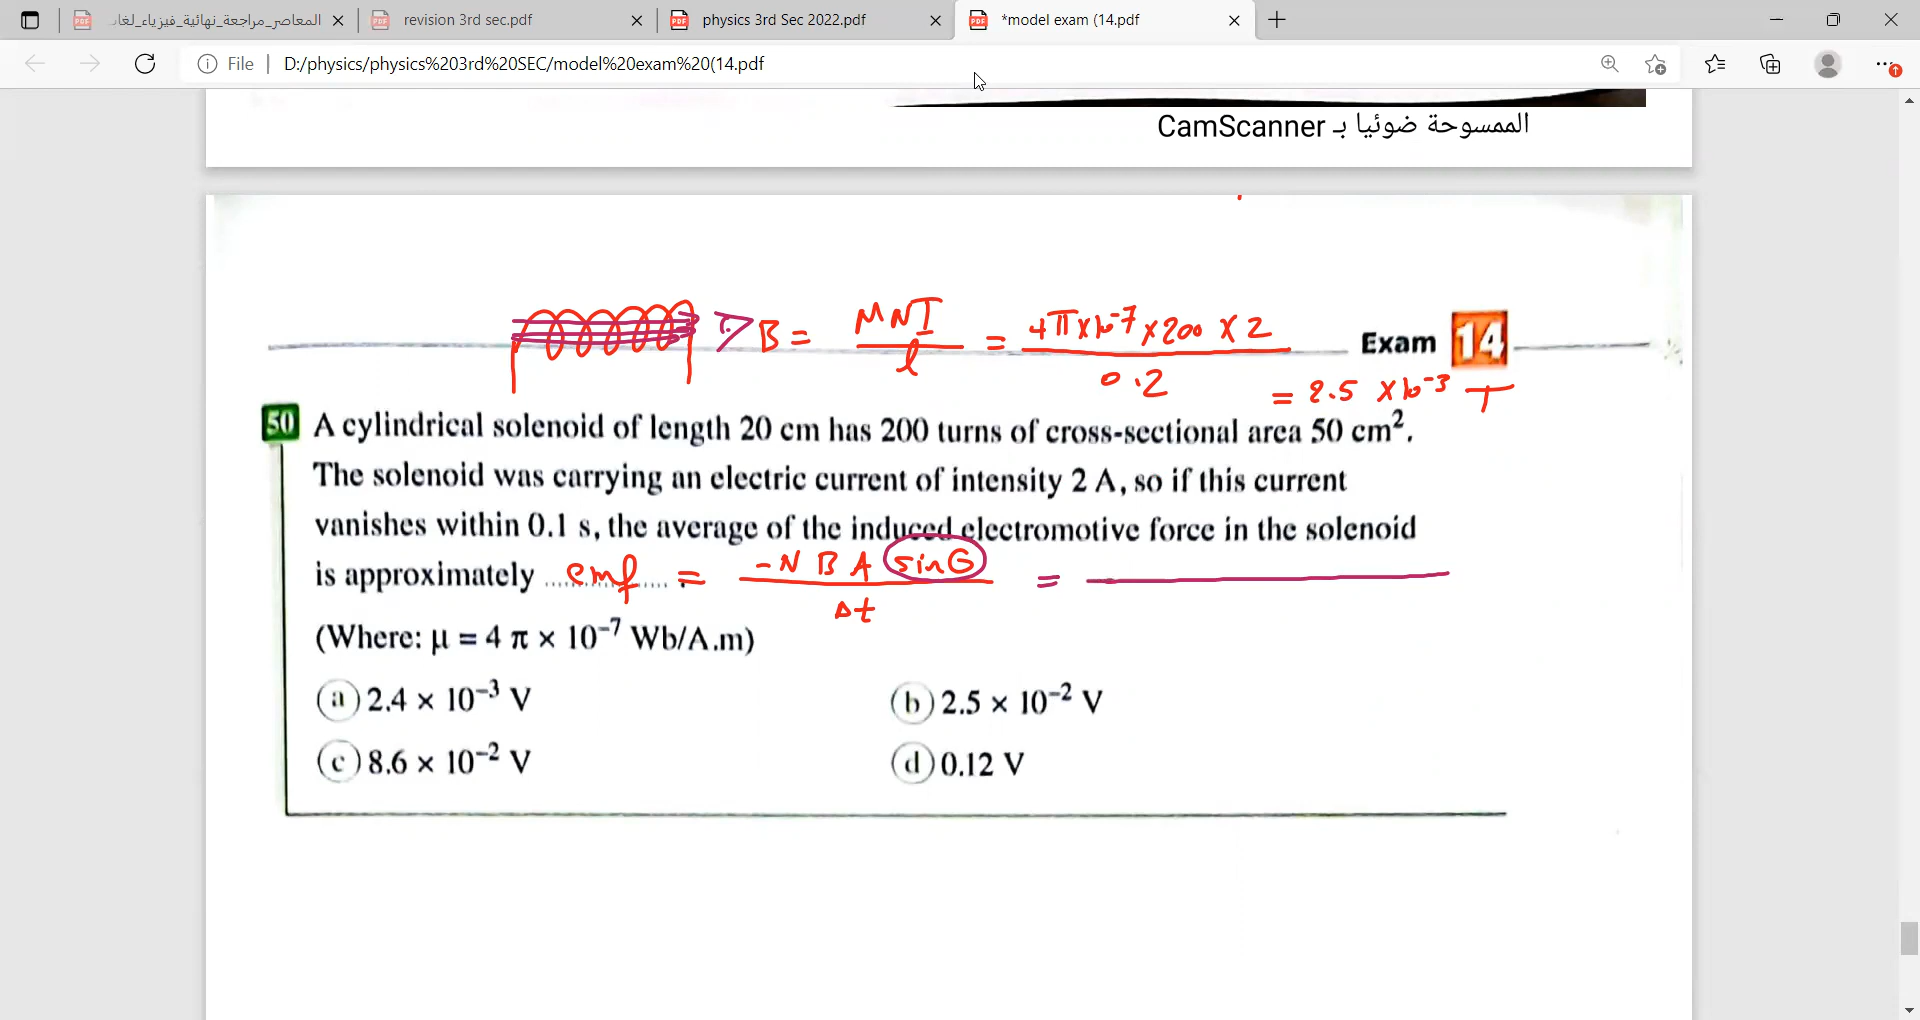 المعاصر_مراجعة_نهائية_فيزياء_لغات
revision 3rd sec.pdf
physics 3rd Sec 2022.pdf
*model exam (14.pdf
File D:/physics/physics%203rd%20SEC/model%20exam%20(14.pdf
الممسوحة ضوئيا بـ CamScanner
B = μNI / l = 4π×10⁻⁷ × 200 × 2 / 0.2
Exam 14
= 2.5 × 10⁻³ T
50 A cylindrical solenoid of length 20 cm has 200 turns of cross-sectional area 50 cm².
The solenoid was carrying an electric current of intensity 2 A, so if this current
vanishes within 0.1 s, the average of the induced electromotive force in the solenoid
is approximately ............ emf = -N B A sin θ / Δt =
(Where: μ = 4 π × 10⁻⁷ Wb/A.m)
a 2.4 × 10⁻³ V
b 2.5 × 10⁻² V
c 8.6 × 10⁻² V
d 0.12 V